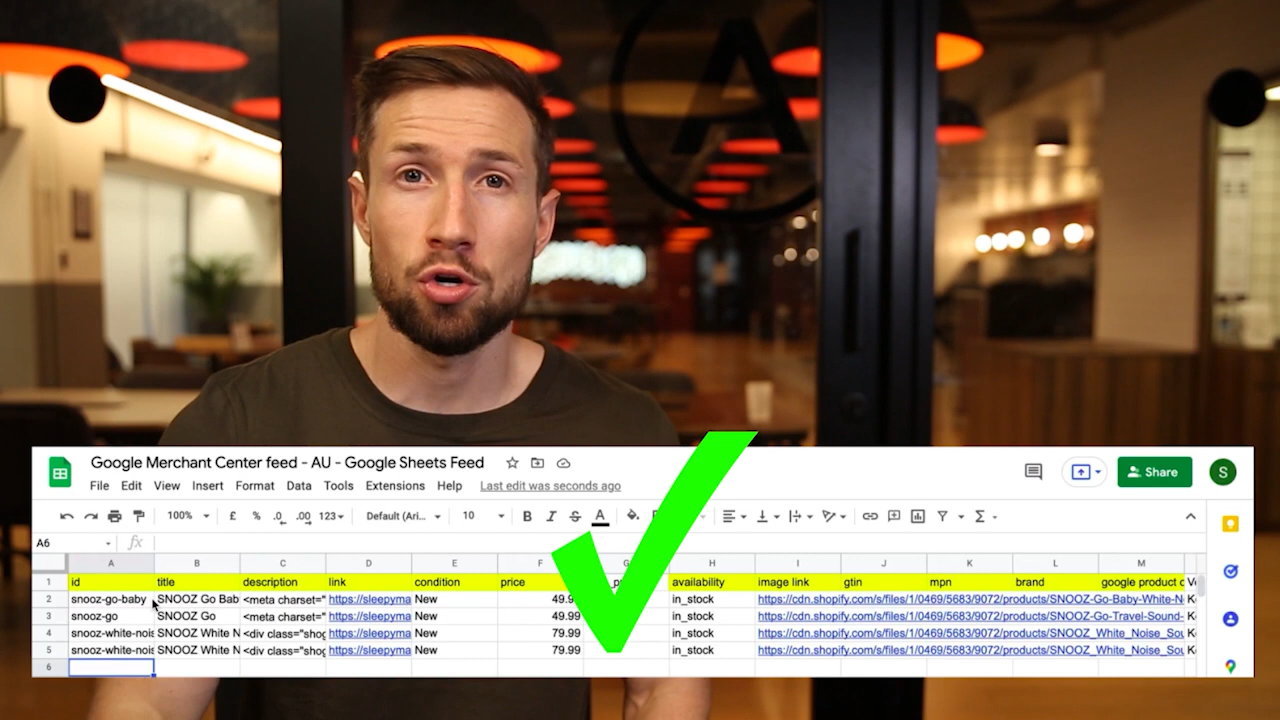 A
Google Merchant Center feed - AU - Google Sheets Feed
File Edit View Insert Format Data Tools Extensions Help Last edit was seconds ago
Share S
100% £ % .0 .00 123 Default (Ari... 10 B I S A Σ
A6 fx
A B C D E F G H I J K L M
1 id title description link condition price availability image link gtin mpn brand google product c
2 snooz-go-baby SNOOZ Go Bab <meta charset=" https://sleepyma New 49.99 in_stock https://cdn.shopify.com/s/files/1/0469/5683/9072/products/SNOOZ-Go-Baby-White-N
3 snooz-go SNOOZ Go <meta charset=" https://sleepyma New 49.99 in_stock https://cdn.shopify.com/s/files/1/0469/5683/9072/products/SNOOZ-Go-Travel-Sound-
4 snooz-white-nois SNOOZ White N <div class="shog https://sleepyma New 79.99 in_stock https://cdn.shopify.com/s/files/1/0469/5683/9072/products/SNOOZ_White_Noise_Sou
5 snooz-white-nois SNOOZ White N <div class="shog https://sleepyma New 79.99 in_stock https://cdn.shopify.com/s/files/1/0469/5683/9072/products/SNOOZ_White_Noise_Sou
6